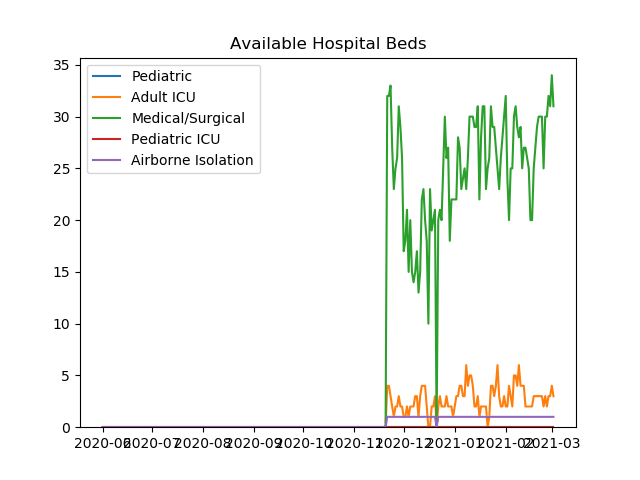 Available Hospital Beds
Pediatric
Adult ICU
Medical/Surgical
Pediatric ICU
Airborne Isolation
35
30
25
20
15
10
5
0
2020-06 2020-07 2020-08 2020-09 2020-10 2020-11 2020-12 2021-01 2021-02 2021-03